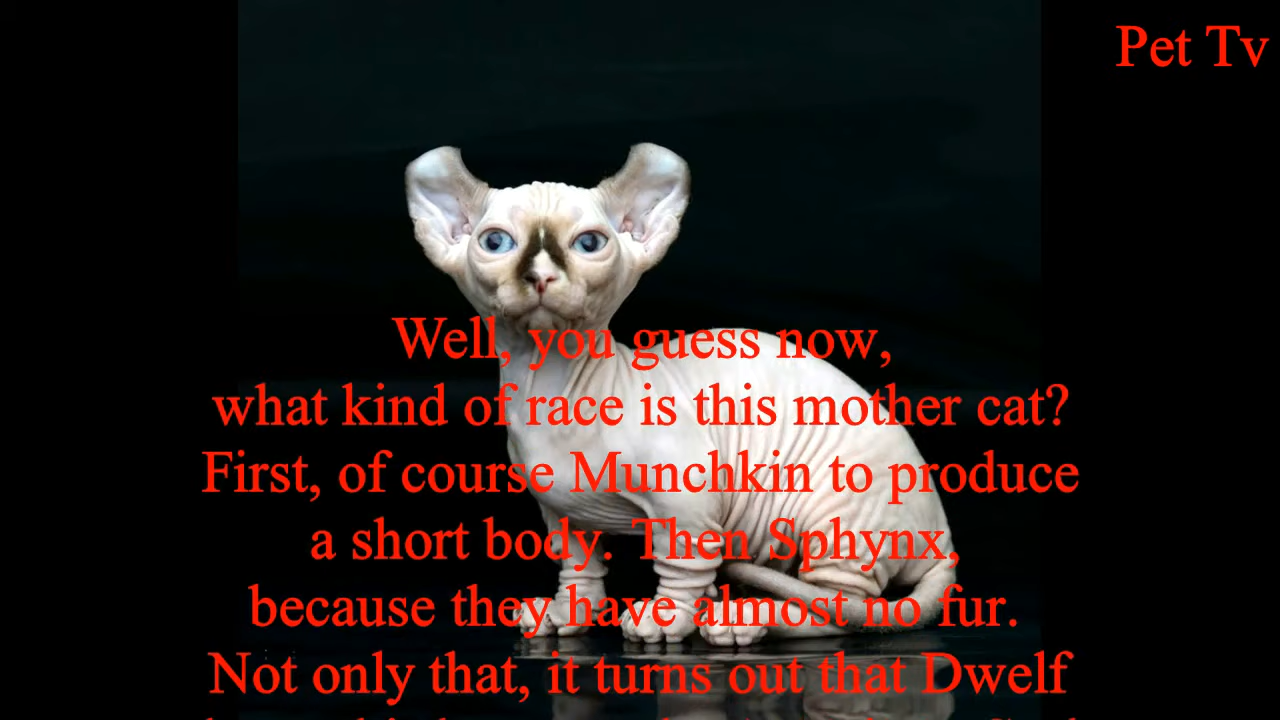 Pet Tv
Well, you guess now,
what kind of race is this mother cat?
First, of course Munchkin to produce
a short body. Then Sphynx,
because they have almost no fur.
Not only that, it turns out that Dwelf